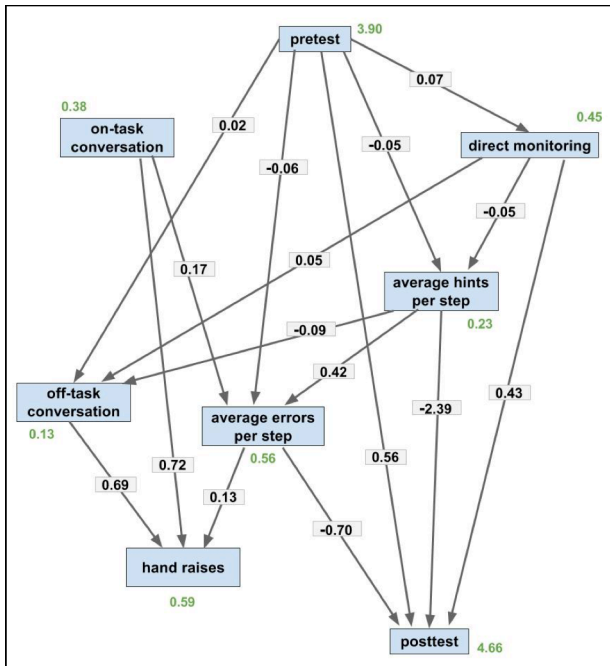 3.90
pretest
0.07
0.38
0.45
on-task
conversation
0.02
-0.05
direct monitoring
-0.06
-0.05
0.17
0.05
average hints
per step
0.23
-0.09
0.42
off-task
conversation
0.13
average errors
per step
0.56
-2.39
0.43
0.72
0.56
0.69
0.13
-0.70
hand raises
0.59
posttest
4.66